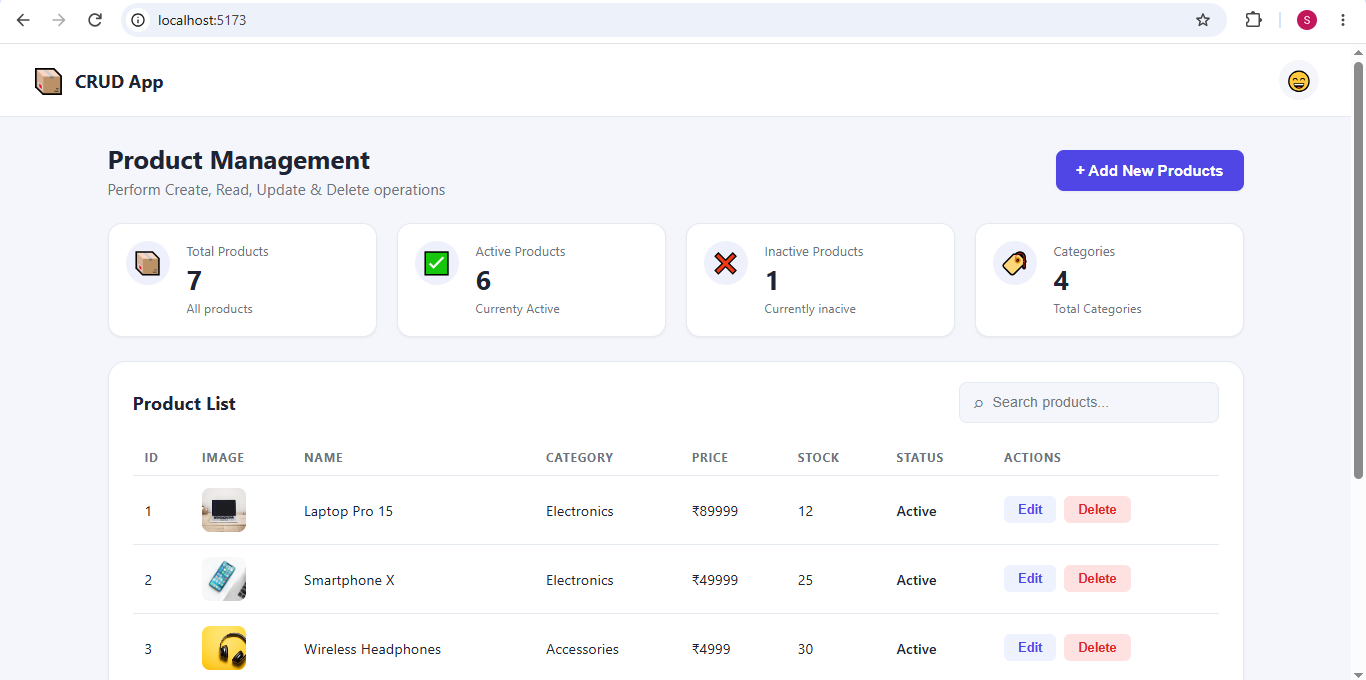 localhost:5173
S
CRUD App
Product Management
Perform Create, Read, Update & Delete operations
+ Add New Products
Total Products
7
All products
Active Products
6
Currenty Active
Inactive Products
1
Currently inacive
Categories
4
Total Categories
Product List
Search products...
ID IMAGE NAME CATEGORY PRICE STOCK STATUS ACTIONS
1 Laptop Pro 15 Electronics ₹89999 12 Active Edit Delete
2 Smartphone X Electronics ₹49999 25 Active Edit Delete
3 Wireless Headphones Accessories ₹4999 30 Active Edit Delete